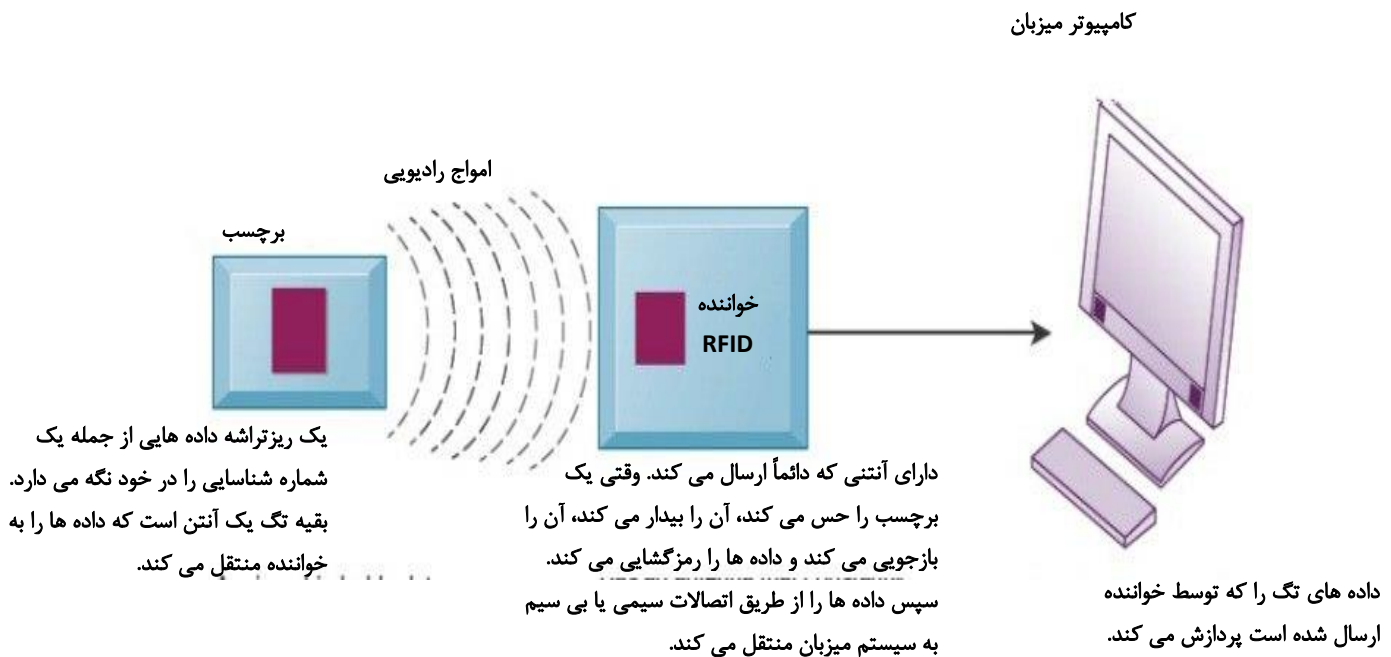 کامپیوتر میزبان
امواج رادیویی
برچسب
خواننده
RFID
یک ریزتراشه داده هایی از جمله یک
شماره شناسایی را در خود نگه می دارد.
بقیه تگ یک آنتن است که داده ها را به
خواننده منتقل می کند.
دارای آنتنی که دائماً ارسال می کند. وقتی یک
برچسب را حس می کند، آن را بیدار می کند، آن را
بازجویی می کند و داده ها را رمزگشایی می کند.
سپس داده ها را از طریق اتصالات سیمی یا بی سیم
به سیستم میزبان منتقل می کند.
داده های تگ را که توسط خواننده
ارسال شده است پردازش می کند.